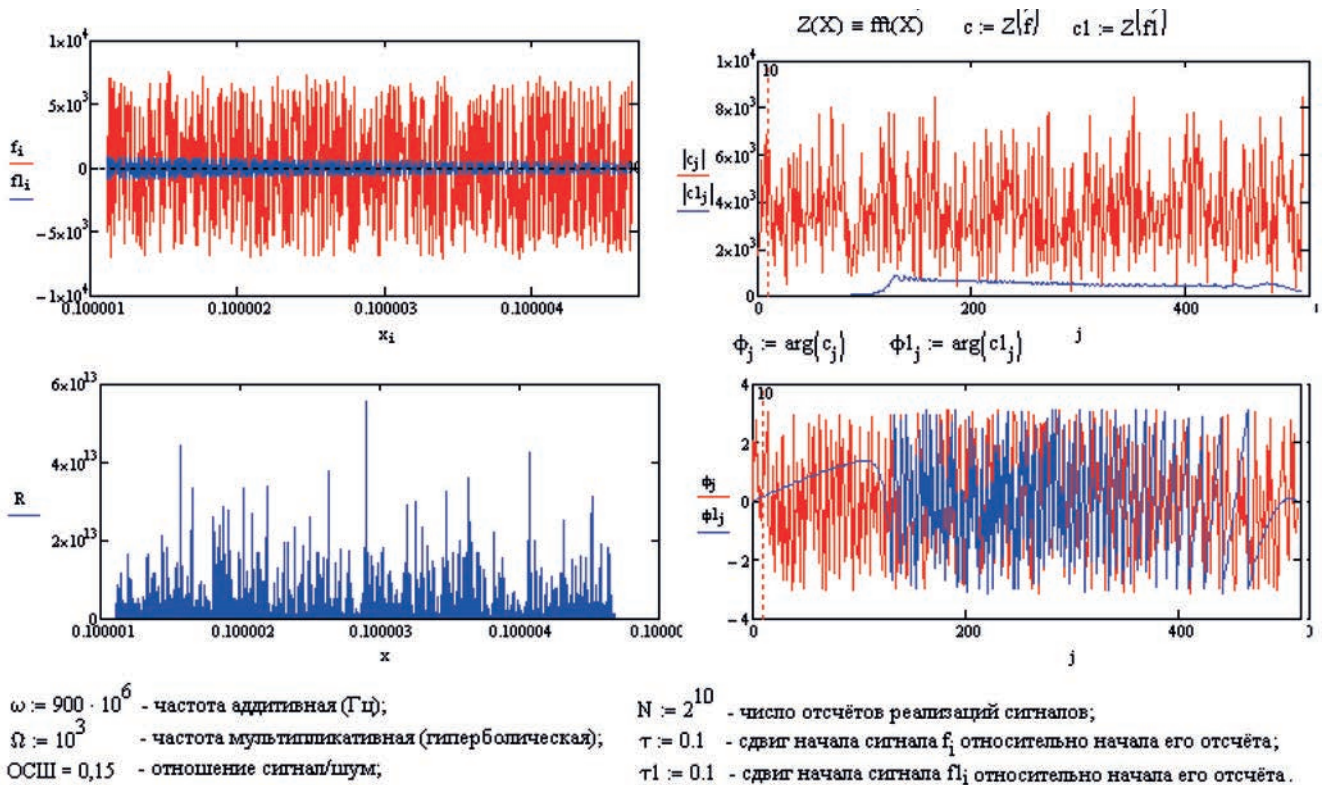 Z(X) ≡ fft(X) c := Z(f) c1 := Z(f1)
1×10⁴
5×10³
0
−5×10³
−1×10⁴
f_i
f1_i
0.100001 0.100002 0.100003 0.100004
x_i
1×10⁴
8×10³
6×10³
4×10³
2×10³
0
10
|c_j|
|c1_j|
0 200 400
j
ϕ_j := arg(c_j) ϕ1_j := arg(c1_j)
6×10¹³
4×10¹³
2×10¹³
0
R
0.100001 0.100002 0.100003 0.100004 0.10000
x
4
2
0
−2
−4
10
ϕ_j
ϕ1_j
0 200 400
j
ω := 900 · 10⁶ - частота аддитивная (Гц);
Ω := 10³ - частота мультипликативная (гиперболическая);
ОСШ = 0,15 - отношение сигнал/шум;
N := 2¹⁰ - число отсчётов реализаций сигналов;
τ := 0.1 - сдвиг начала сигнала f_i относительно начала его отсчёта;
τ1 := 0.1 - сдвиг начала сигнала f1_i относительно начала его отсчёта.